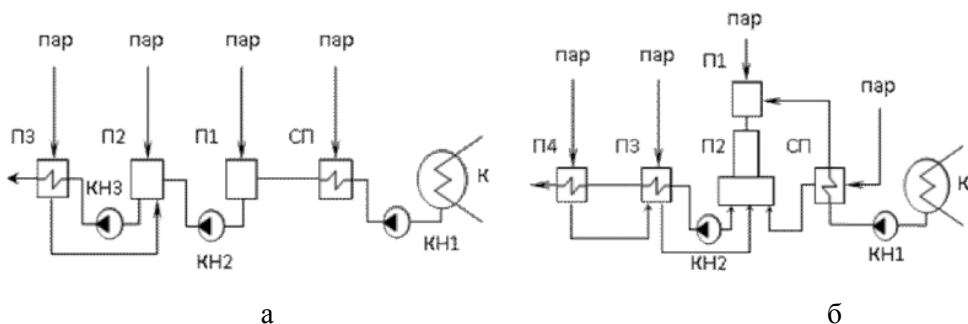 пар пар пар пар
П3 П2 П1 СП
К
КН3
КН2
КН1
а
пар
П1
пар пар пар
П4 П3 П2 СП
К
КН2
КН1
б